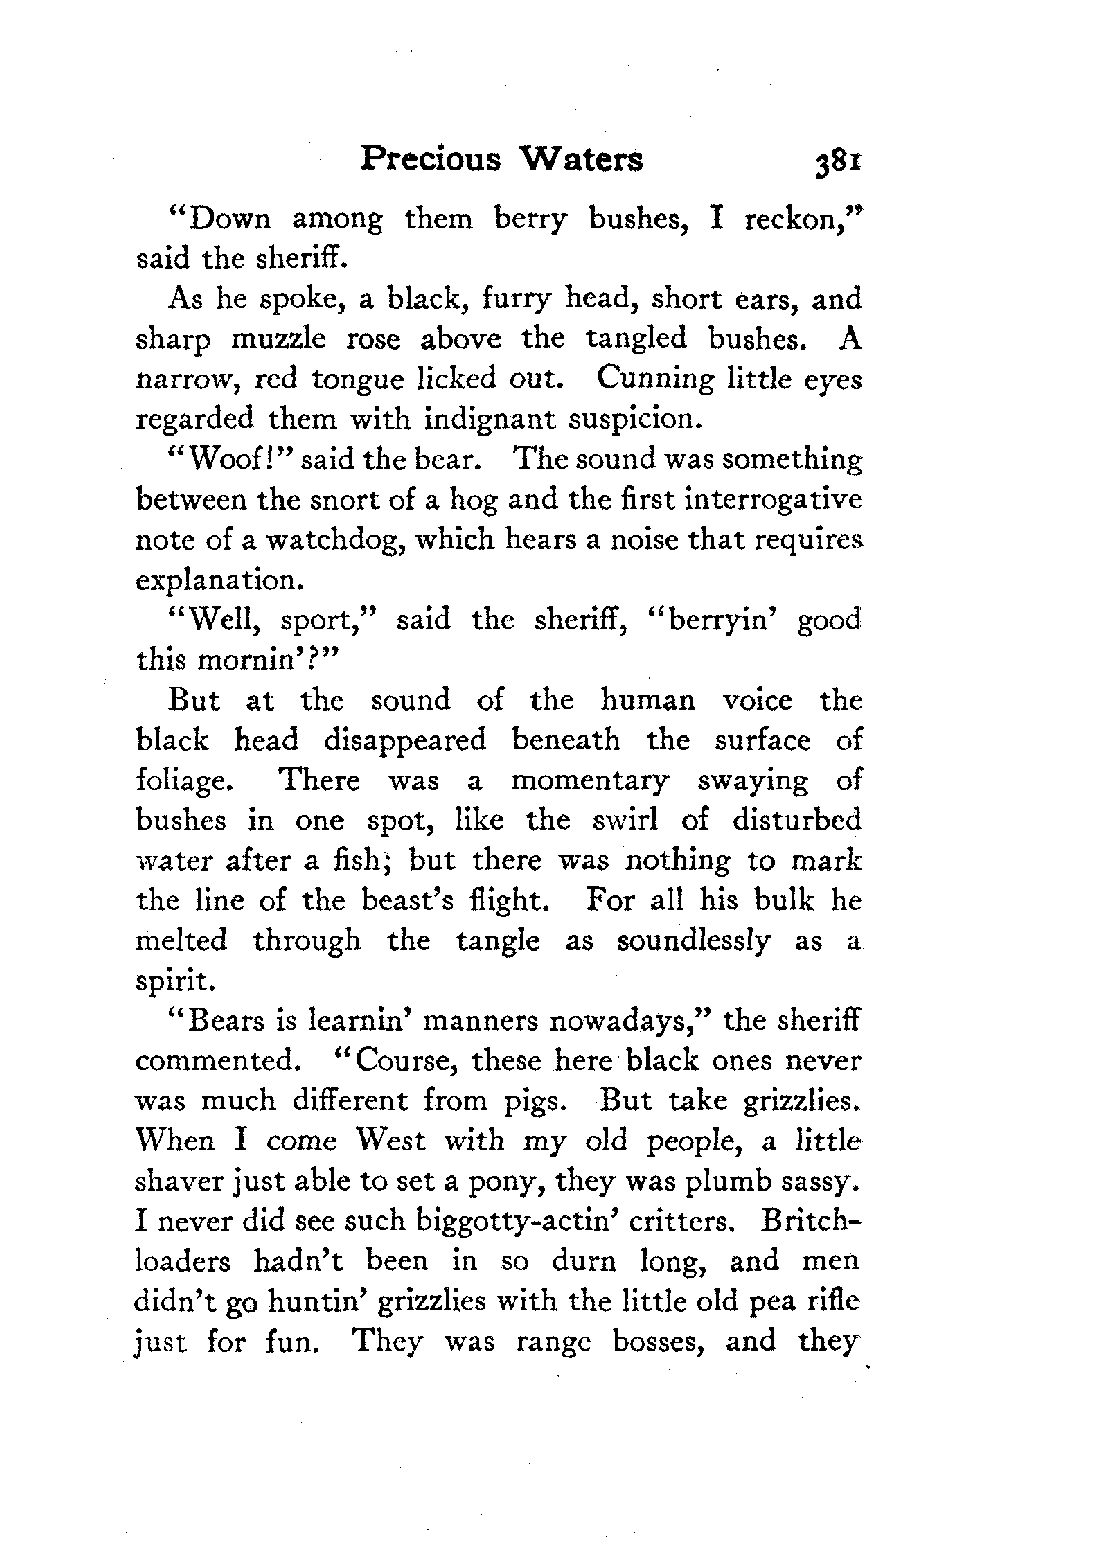 Precious Waters 381
“Down among them berry bushes, I reckon,”
said the sheriff.
As he spoke, a black, furry head, short ears, and
sharp muzzle rose above the tangled bushes. A
narrow, red tongue licked out. Cunning little eyes
regarded them with indignant suspicion.
“Woof!” said the bear. The sound was something
between the snort of a hog and the first interrogative
note of a watchdog, which hears a noise that requires
explanation.
“Well, sport,” said the sheriff, “berryin’ good
this mornin’?”
But at the sound of the human voice the
black head disappeared beneath the surface of
foliage. There was a momentary swaying of
bushes in one spot, like the swirl of disturbed
water after a fish; but there was nothing to mark
the line of the beast’s flight. For all his bulk he
melted through the tangle as soundlessly as a
spirit.
“Bears is learnin’ manners nowadays,” the sheriff
commented. “Course, these here black ones never
was much different from pigs. But take grizzlies.
When I come West with my old people, a little
shaver just able to set a pony, they was plumb sassy.
I never did see such biggotty-actin’ critters. Britch-
loaders hadn’t been in so durn long, and men
didn’t go huntin’ grizzlies with the little old pea rifle
just for fun. They was range bosses, and they